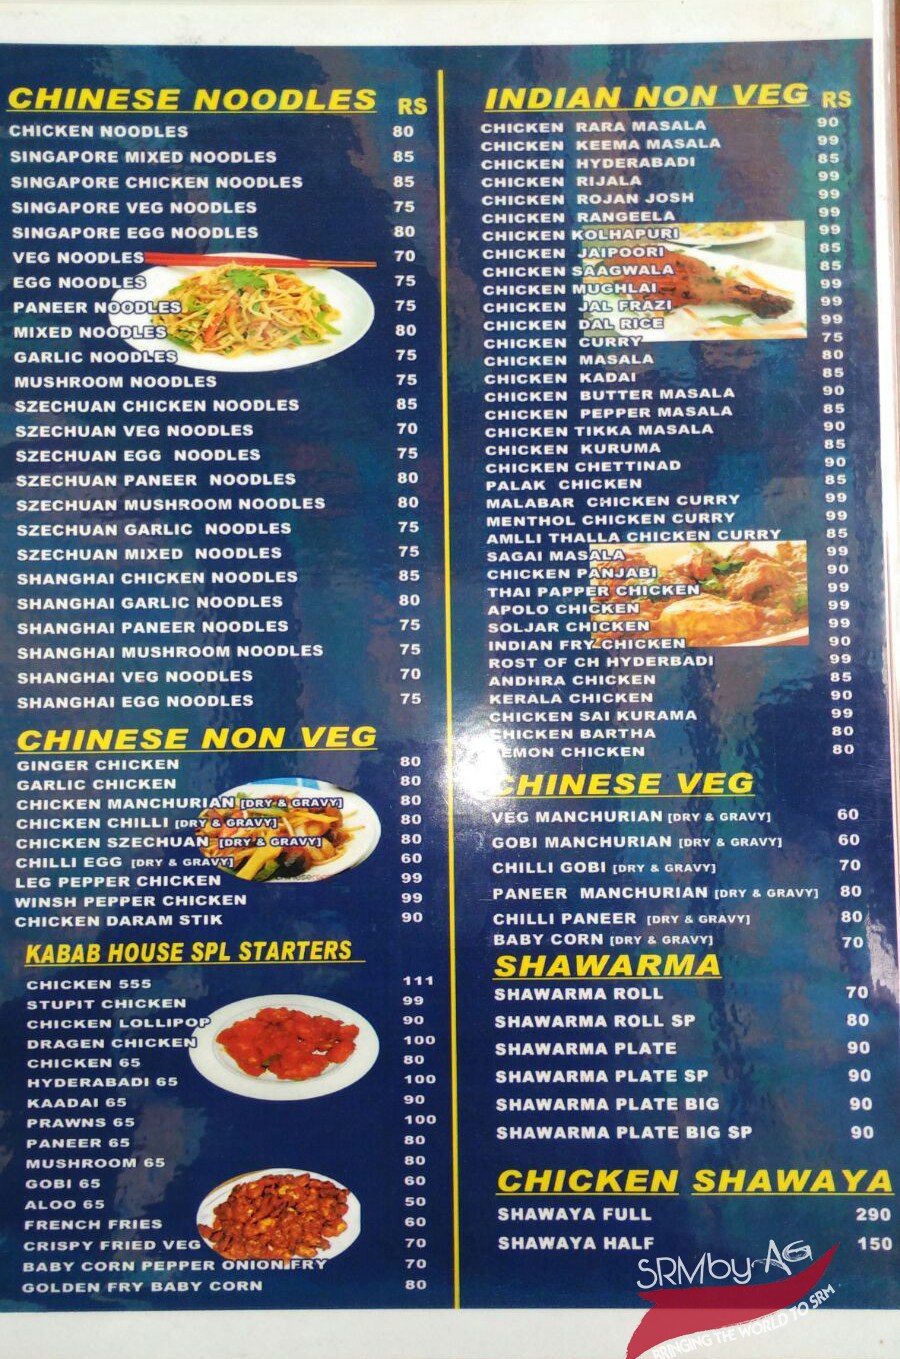 CHINESE NOODLES RS
CHICKEN NOODLES 80
SINGAPORE MIXED NOODLES 85
SINGAPORE CHICKEN NOODLES 85
SINGAPORE VEG NOODLES 75
SINGAPORE EGG NOODLES 80
VEG NOODLES 70
EGG NOODLES 75
PANEER NOODLES 75
MIXED NOODLES 80
GARLIC NOODLES 75
MUSHROOM NOODLES 75
SZECHUAN CHICKEN NOODLES 85
SZECHUAN VEG NOODLES 70
SZECHUAN EGG NOODLES 75
SZECHUAN PANEER NOODLES 80
SZECHUAN MUSHROOM NOODLES 80
SZECHUAN GARLIC NOODLES 75
SZECHUAN MIXED NOODLES 75
SHANGHAI CHICKEN NOODLES 85
SHANGHAI GARLIC NOODLES 80
SHANGHAI PANEER NOODLES 75
SHANGHAI MUSHROOM NOODLES 75
SHANGHAI VEG NOODLES 70
SHANGHAI EGG NOODLES 75
CHINESE NON VEG
GINGER CHICKEN 80
GARLIC CHICKEN 80
CHICKEN MANCHURIAN [DRY & GRAVY] 80
CHICKEN CHILLI [DRY & GRAVY] 80
CHICKEN SZECHUAN [DRY & GRAVY] 80
CHILLI EGG [DRY & GRAVY] 60
LEG PEPPER CHICKEN 99
WINSH PEPPER CHICKEN 99
CHICKEN DARAM STIK 90
KABAB HOUSE SPL STARTERS
CHICKEN 555 111
STUPIT CHICKEN 99
CHICKEN LOLLIPOP 90
DRAGEN CHICKEN 100
CHICKEN 65 80
HYDERABADI 65 100
KAADAI 65 90
PRAWNS 65 100
PANEER 65 80
MUSHROOM 65 80
GOBI 65 60
ALOO 65 50
FRENCH FRIES 60
CRISPY FRIED VEG 70
BABY CORN PEPPER ONION FRY 70
GOLDEN FRY BABY CORN 80
INDIAN NON VEG RS
CHICKEN RARA MASALA 90
CHICKEN KEEMA MASALA 99
CHICKEN HYDERABADI 85
CHICKEN RIJALA 99
CHICKEN ROJAN JOSH 99
CHICKEN RANGEELA 99
CHICKEN KOLHAPURI 99
CHICKEN JAIPOORI 85
CHICKEN SAAGWALA 85
CHICKEN MUGHLAI 99
CHICKEN JAL FRAZI 99
CHICKEN DAL RICE 99
CHICKEN CURRY 75
CHICKEN MASALA 80
CHICKEN KADAI 85
CHICKEN BUTTER MASALA 90
CHICKEN PEPPER MASALA 85
CHICKEN TIKKA MASALA 90
CHICKEN KURUMA 85
CHICKEN CHETTINAD 90
PALAK CHICKEN 85
MALABAR CHICKEN CURRY 99
MENTHOL CHICKEN CURRY 99
AMLLI THALLA CHICKEN CURRY 85
SAGAI MASALA 99
CHICKEN PANJABI 90
THAI PAPPER CHICKEN 99
APOLO CHICKEN 99
SOLJAR CHICKEN 99
INDIAN FRY CHICKEN 90
ROST OF CH HYDERBADI 99
ANDHRA CHICKEN 85
KERALA CHICKEN 90
CHICKEN SAI KURAMA 99
CHICKEN BARTHA 80
LEMON CHICKEN 80
CHINESE VEG
VEG MANCHURIAN [DRY & GRAVY] 60
GOBI MANCHURIAN [DRY & GRAVY] 60
CHILLI GOBI [DRY & GRAVY] 70
PANEER MANCHURIAN [DRY & GRAVY] 80
CHILLI PANEER [DRY & GRAVY] 80
BABY CORN [DRY & GRAVY] 70
SHAWARMA
SHAWARMA ROLL 70
SHAWARMA ROLL SP 80
SHAWARMA PLATE 90
SHAWARMA PLATE SP 90
SHAWARMA PLATE BIG 90
SHAWARMA PLATE BIG SP 90
CHICKEN SHAWAYA
SHAWAYA FULL 290
SHAWAYA HALF 150
SRMby-AG
BRINGING THE WORLD TO SRM